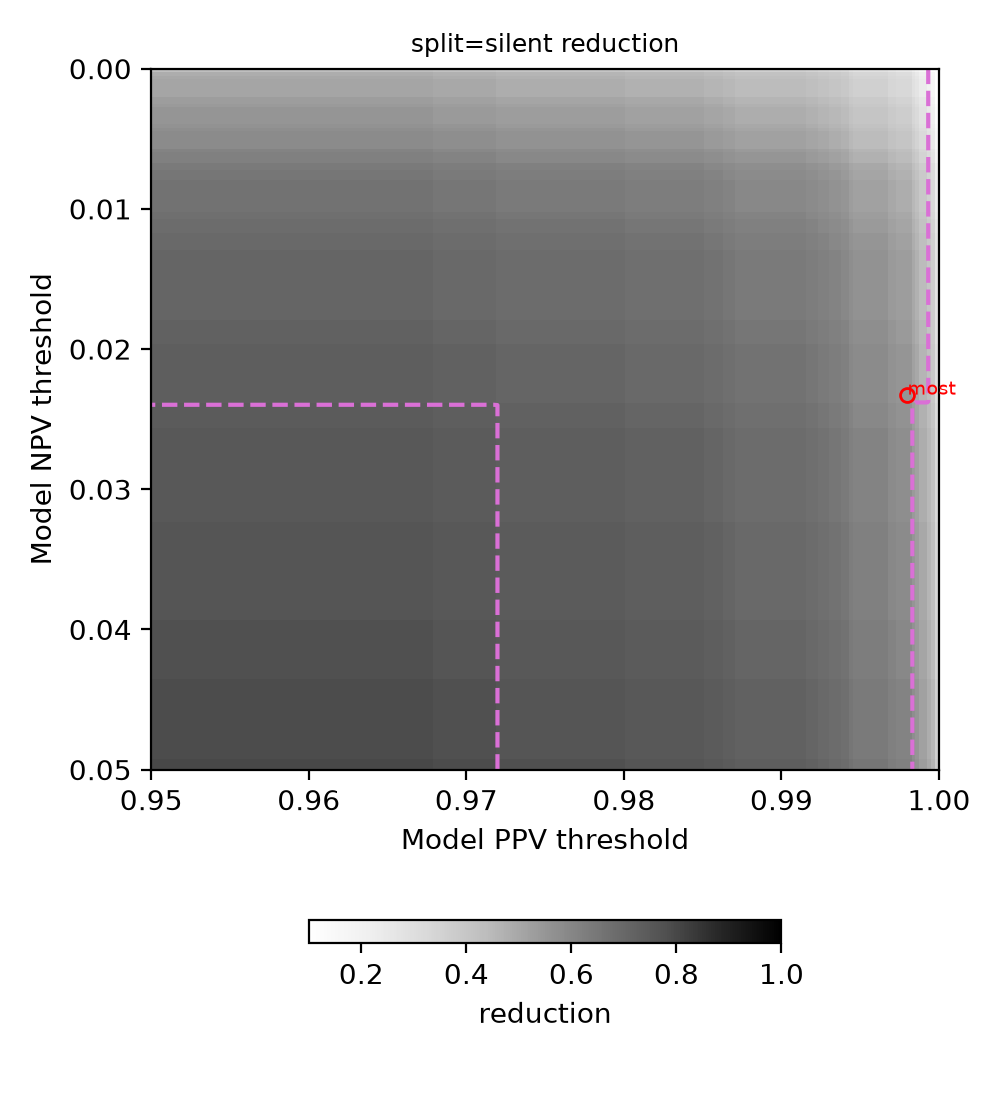 split=silent reduction
0.00
0.01
0.02
0.03
0.04
0.05
Model NPV threshold
most
0.95 0.96 0.97 0.98 0.99 1.00
Model PPV threshold
0.2 0.4 0.6 0.8 1.0
reduction